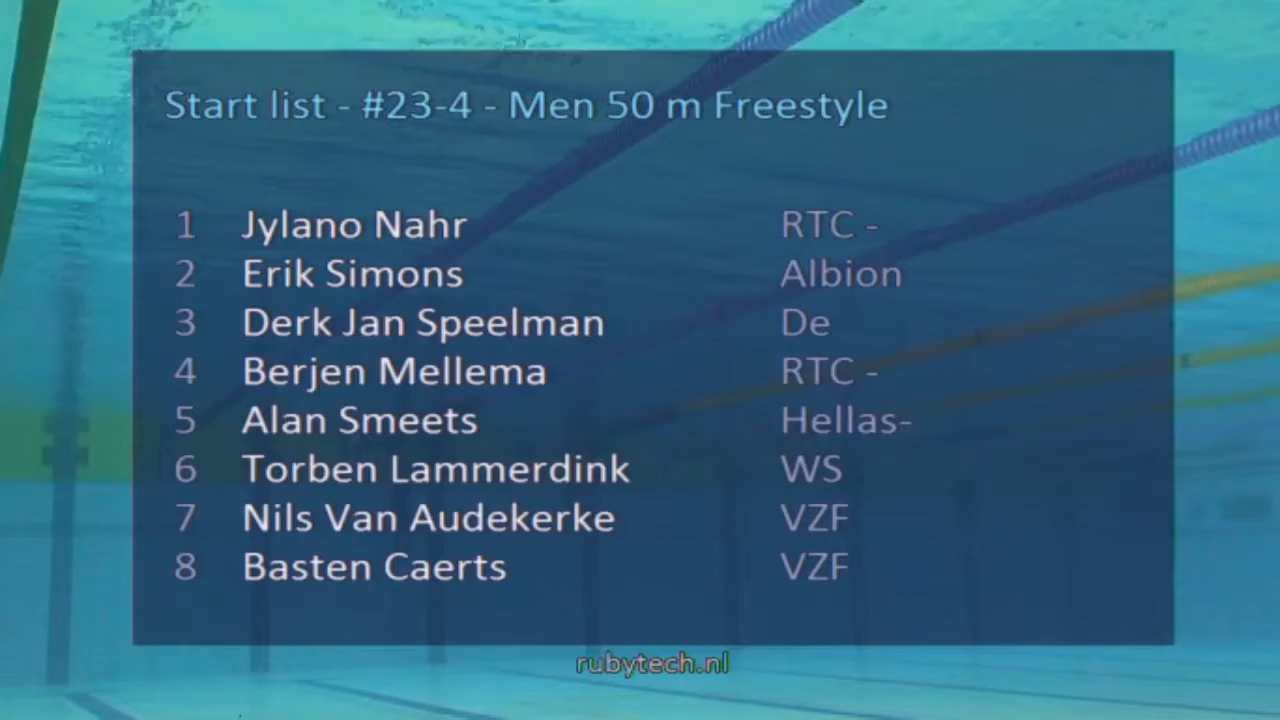 Start list - #23-4 - Men 50 m Freestyle
1 Jylano Nahr RTC -
2 Erik Simons Albion
3 Derk Jan Speelman De
4 Berjen Mellema RTC -
5 Alan Smeets Hellas-
6 Torben Lammerdink WS
7 Nils Van Audekerke VZF
8 Basten Caerts VZF
rubytech.nl